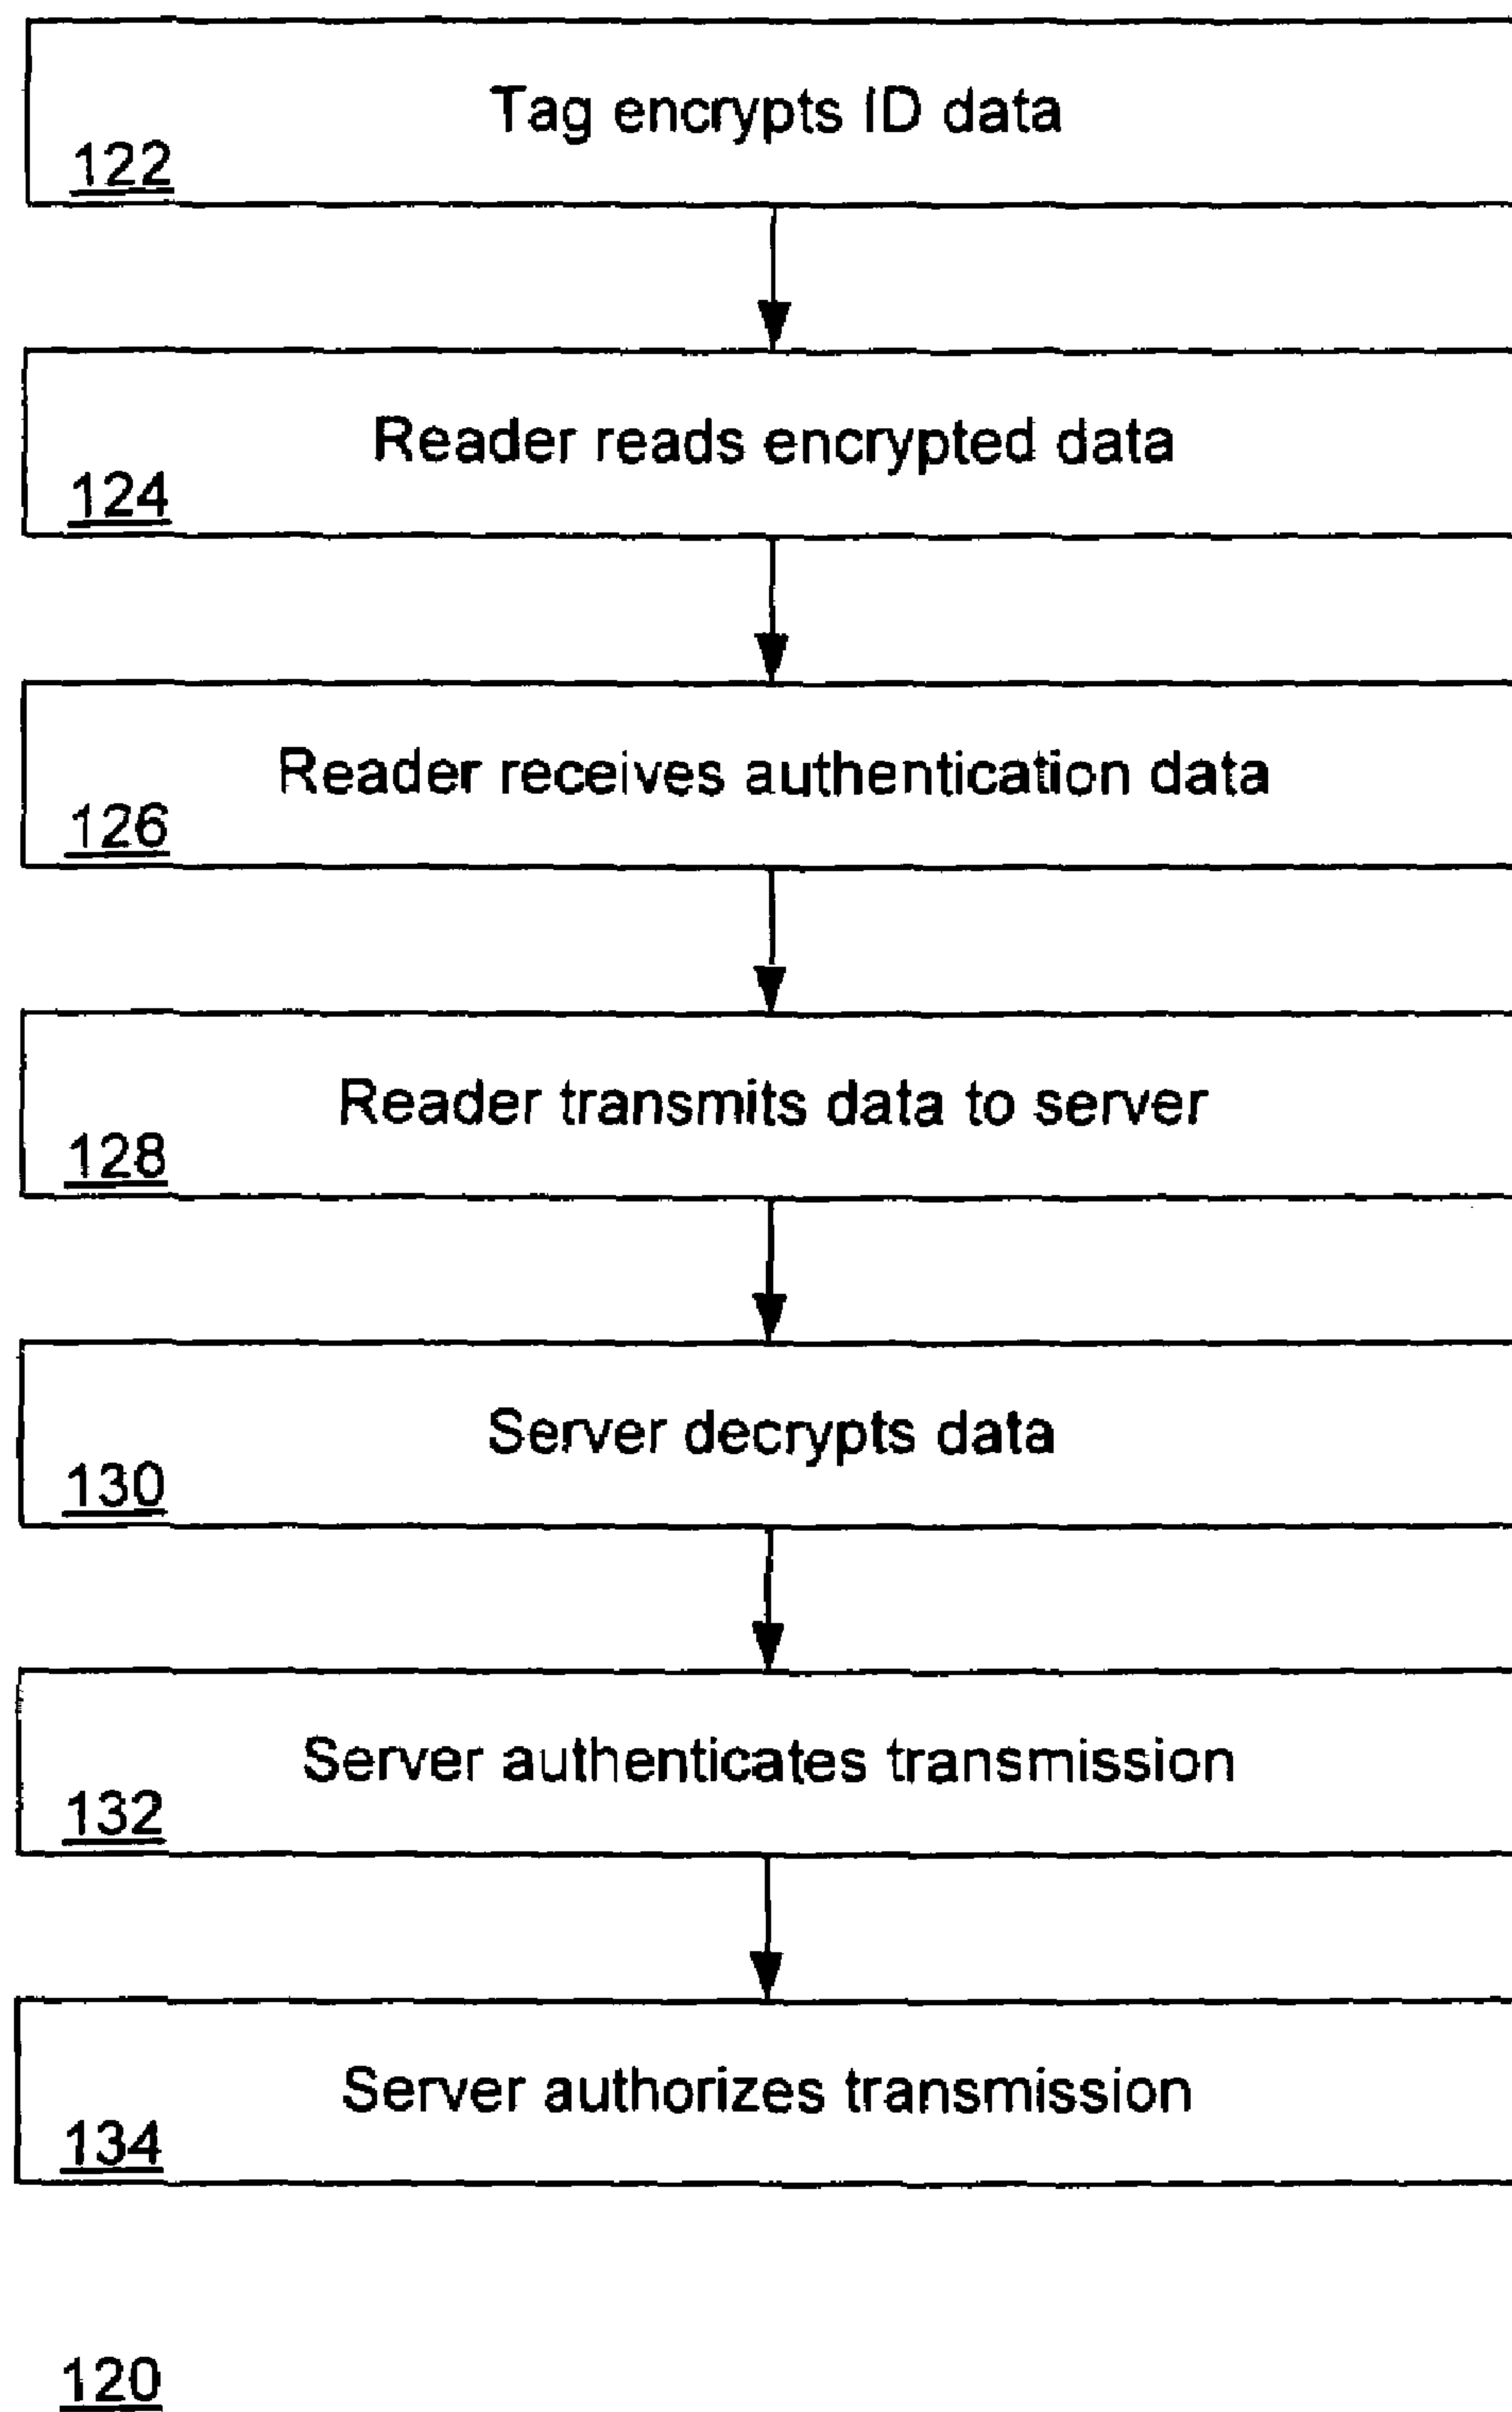 Tag encrypts ID data
122
Reader reads encrypted data
124
Reader receives authentication data
126
Reader transmits data to server
128
Server decrypts data
130
Server authenticates transmission
132
Server authorizes transmission
134
120